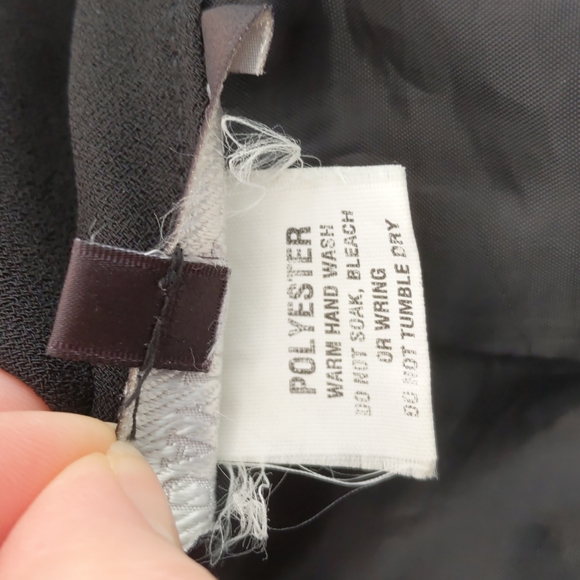 POLYESTER
WARM HAND WASH
DO NOT SOAK, BLEACH
OR WRING
DO NOT TUMBLE DRY